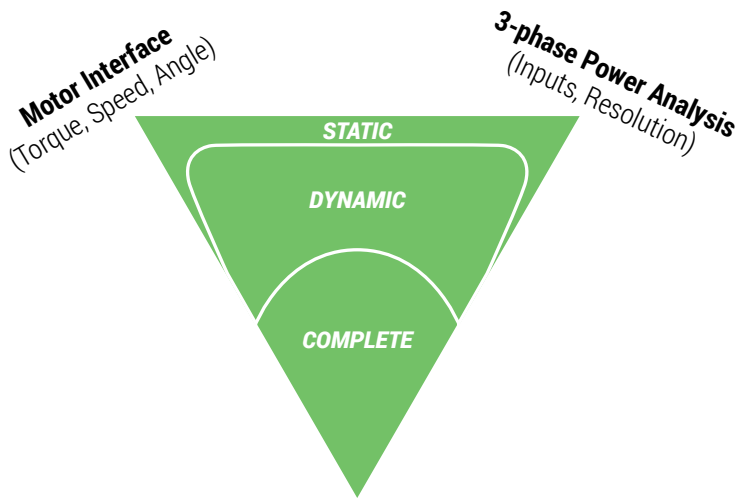 Motor Interface
(Torque, Speed, Angle)
3-phase Power Analysis
(Inputs, Resolution)
STATIC
DYNAMIC
COMPLETE